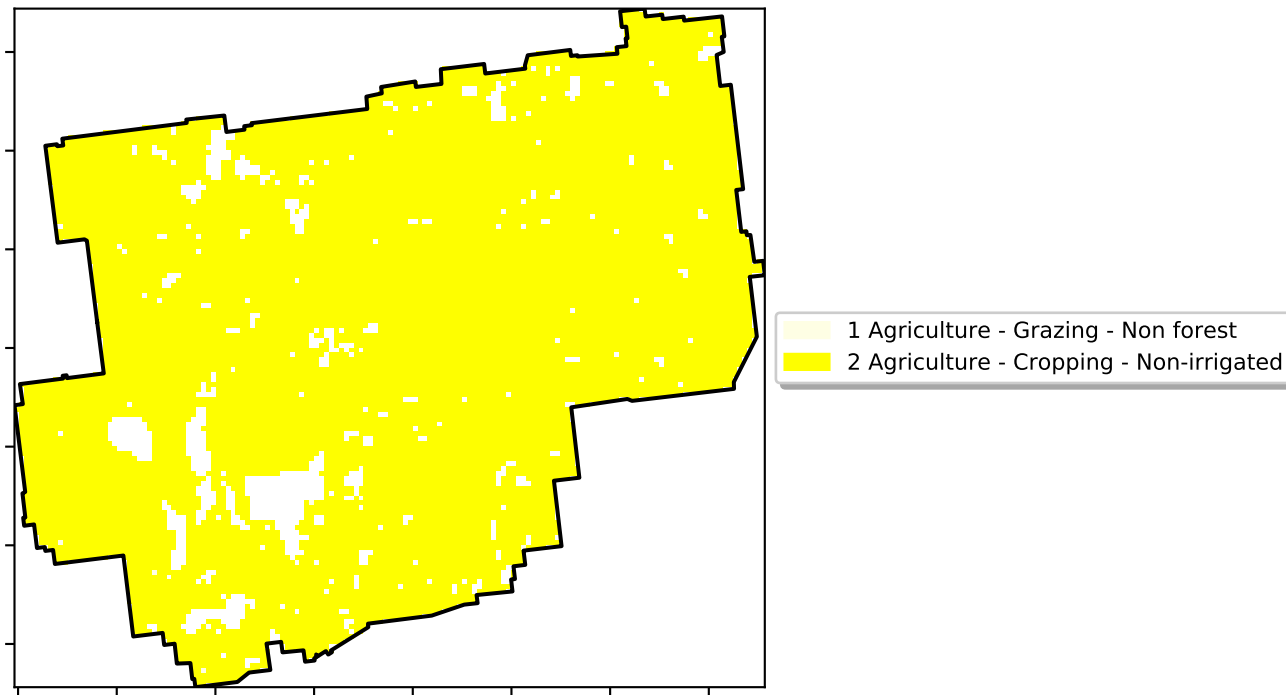 1 Agriculture - Grazing - Non forest
2 Agriculture - Cropping - Non-irrigated